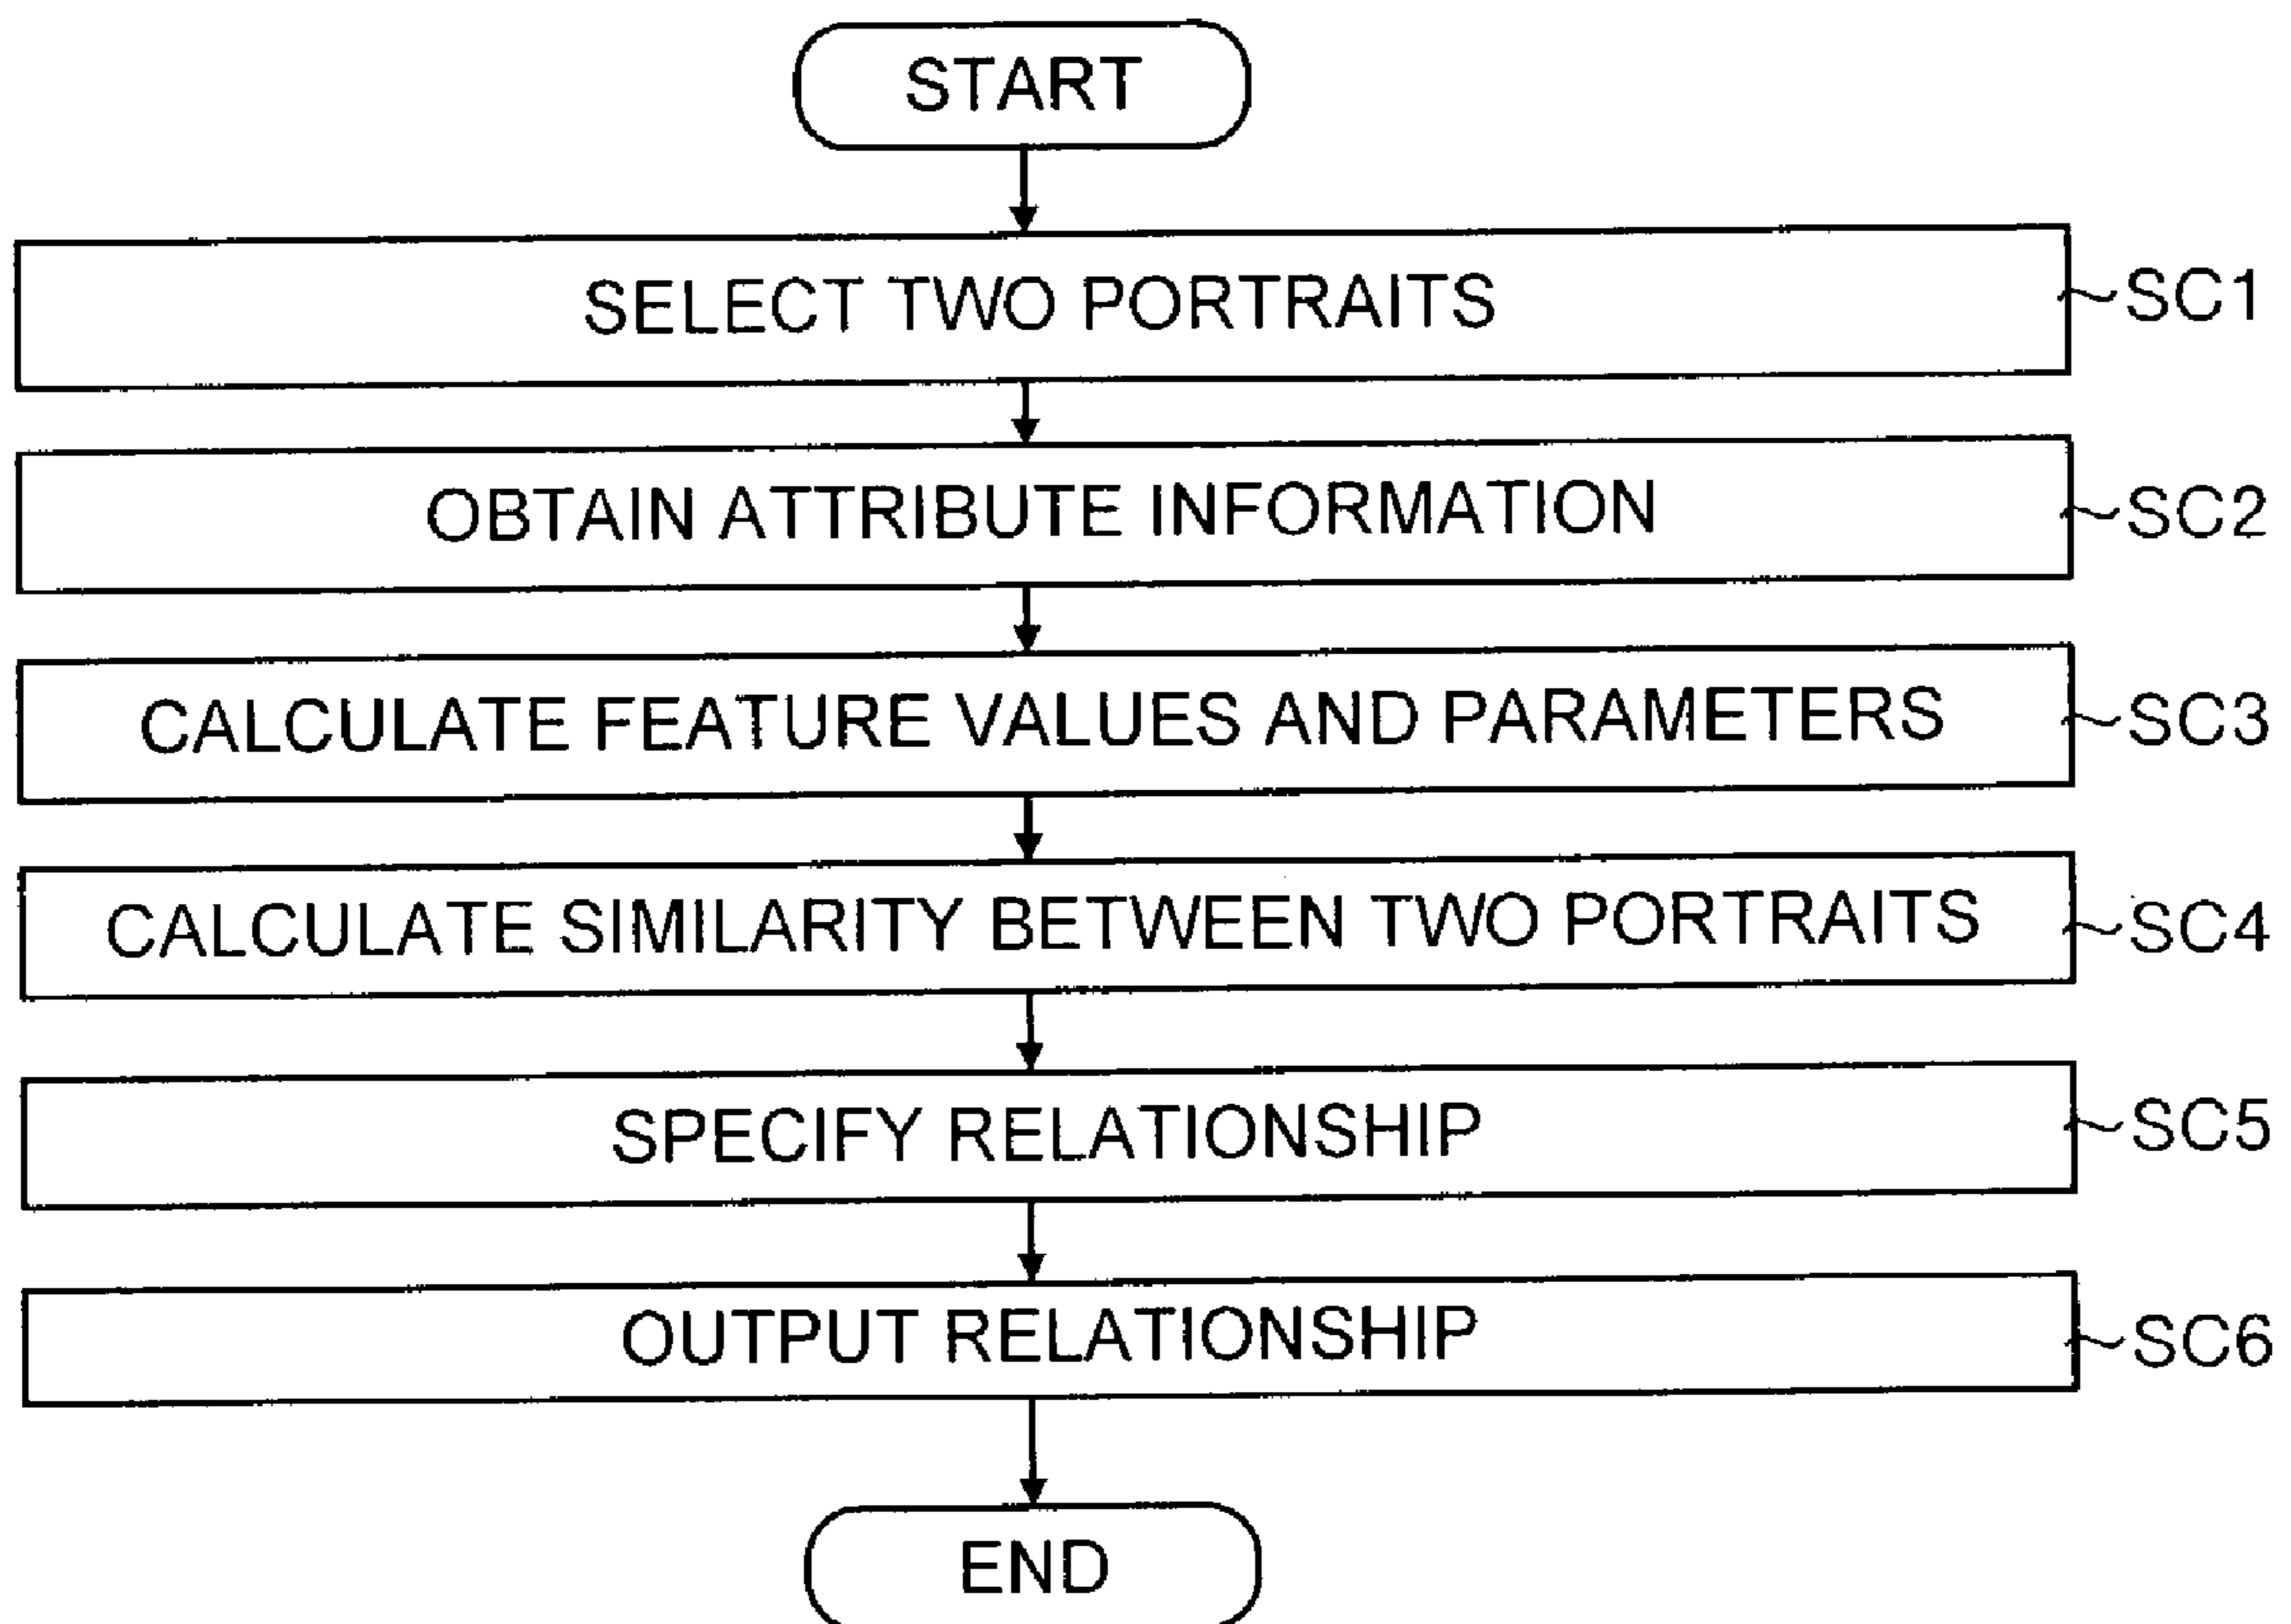 START
SELECT TWO PORTRAITS
SC1
OBTAIN ATTRIBUTE INFORMATION
SC2
CALCULATE FEATURE VALUES AND PARAMETERS
SC3
CALCULATE SIMILARITY BETWEEN TWO PORTRAITS
SC4
SPECIFY RELATIONSHIP
SC5
OUTPUT RELATIONSHIP
SC6
END